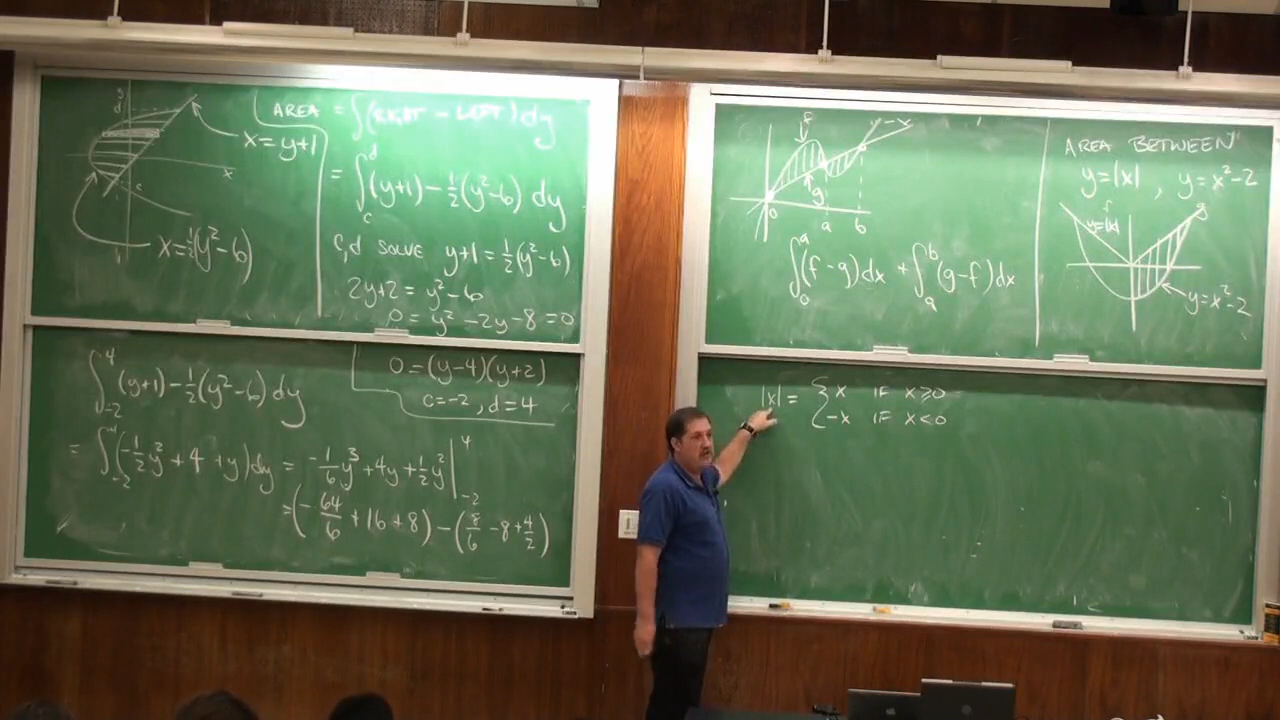 y
d
x = y+1
x
c
x = ½(y²-6)
AREA = ∫(RIGHT - LEFT) dy
= ∫_c^d (y+1) - ½(y²-6) dy
c,d SOLVE y+1 = ½(y²-6)
2y+2 = y²-6
0 = y²-2y-8 = 0
∫_{-2}^4 (y+1) - ½(y²-6) dy
0 = (y-4)(y+2)
c=-2, d=4
= ∫_{-2}^4 (-½y² + 4 + y) dy = -1/6 y³ + 4y + ½y² |_{-2}^4
= (-64/6 + 16 + 8) - (8/6 - 8 + 4/2)
f
g
0 a b
∫_0^a (f-g)dx + ∫_a^b (g-f)dx
AREA BETWEEN
y=|x|, y=x²-2
f
g
y=|x|
y=x²-2
|x| = { x IF x≥0
-x IF x<0